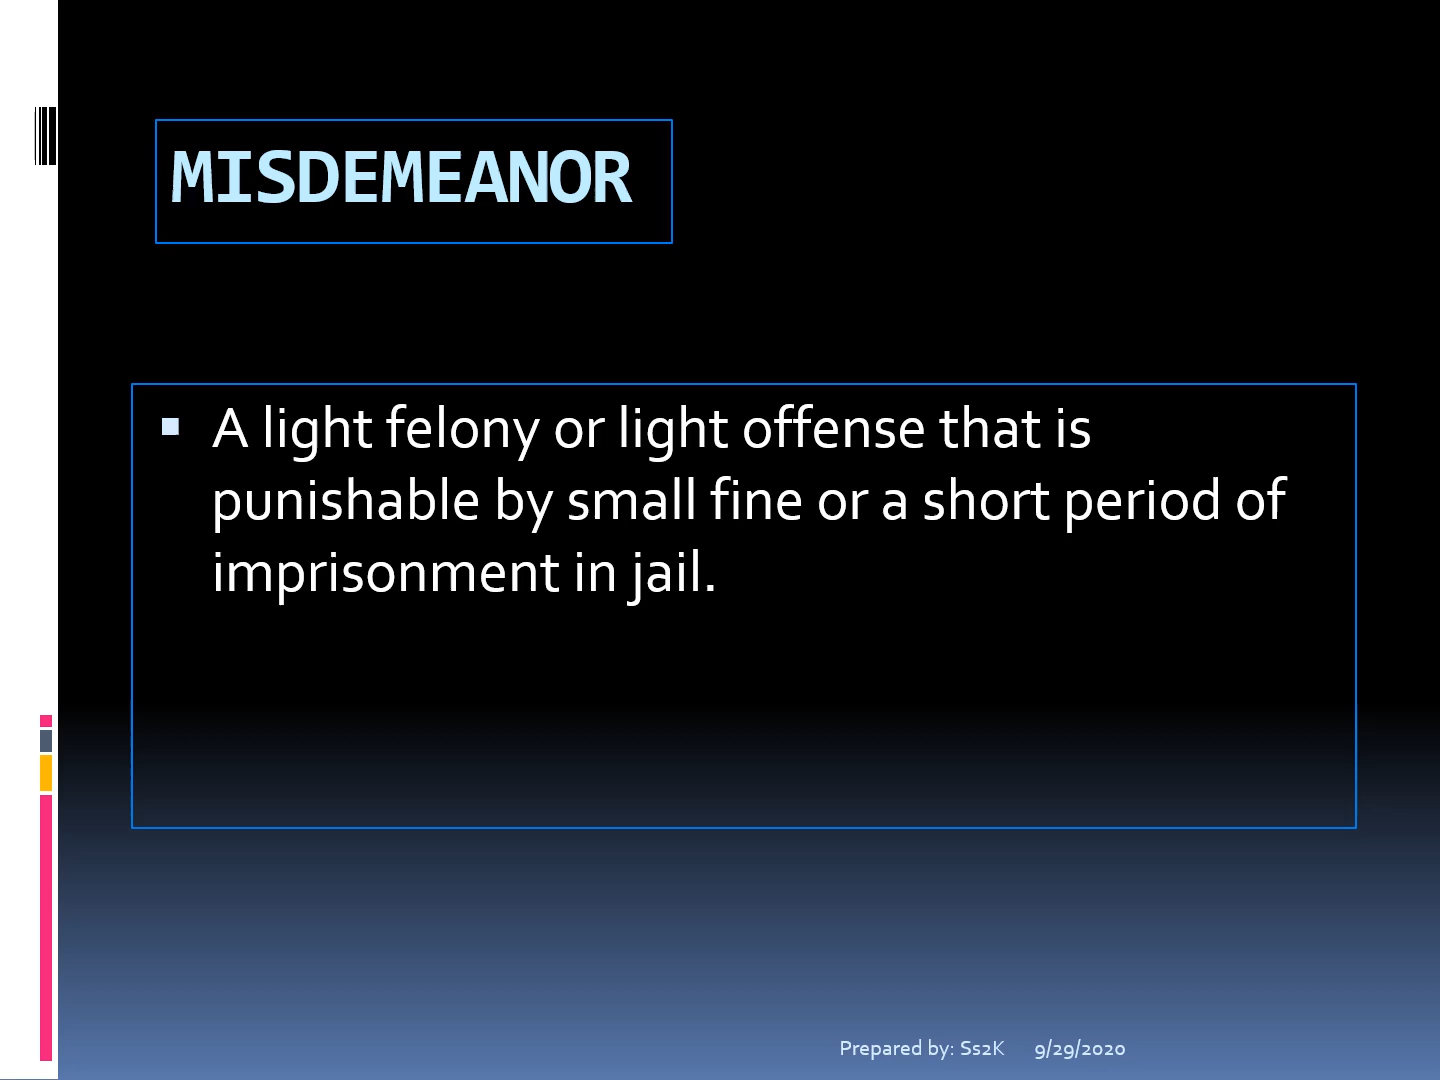 MISDEMEANOR
▪ A light felony or light offense that is
punishable by small fine or a short period of
imprisonment in jail.
Prepared by: Ss2K 9/29/2020